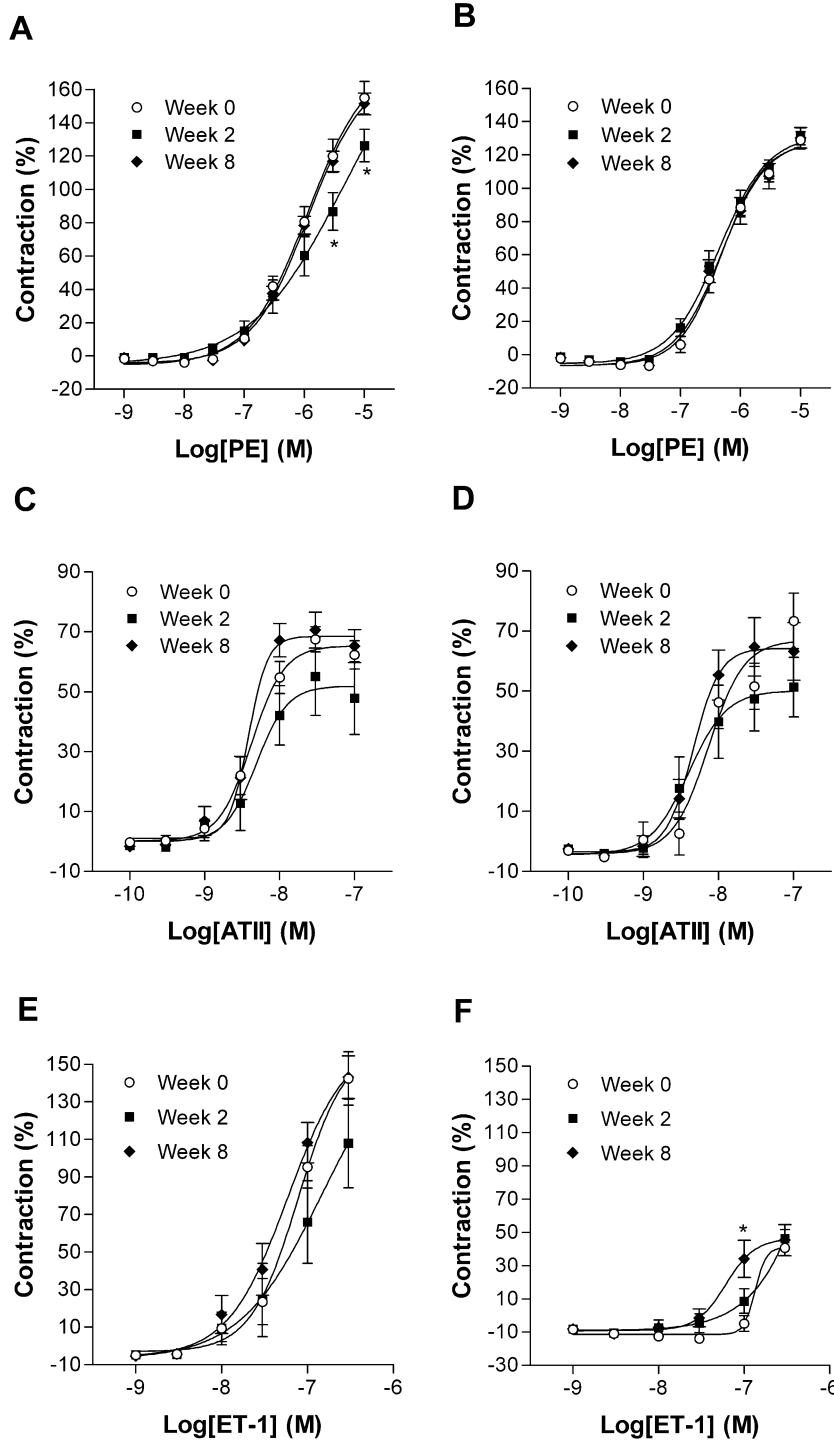 A
Contraction (%)
160
140
120
100
80
60
40
20
0
-20
Week 0
Week 2
Week 8
*
*
-9 -8 -7 -6 -5
Log[PE] (M)
B
Contraction (%)
160
140
120
100
80
60
40
20
0
-20
Week 0
Week 2
Week 8
-9 -8 -7 -6 -5
Log[PE] (M)
C
Contraction (%)
90
70
50
30
10
-10
Week 0
Week 2
Week 8
-10 -9 -8 -7
Log[ATII] (M)
D
Contraction (%)
90
70
50
30
10
-10
Week 0
Week 2
Week 8
-10 -9 -8 -7
Log[ATII] (M)
E
Contraction (%)
150
130
110
90
70
50
30
10
-10
Week 0
Week 2
Week 8
-9 -8 -7 -6
Log[ET-1] (M)
F
Contraction (%)
150
130
110
90
70
50
30
10
-10
-30
Week 0
Week 2
Week 8
*
-9 -8 -7 -6
Log[ET-1] (M)